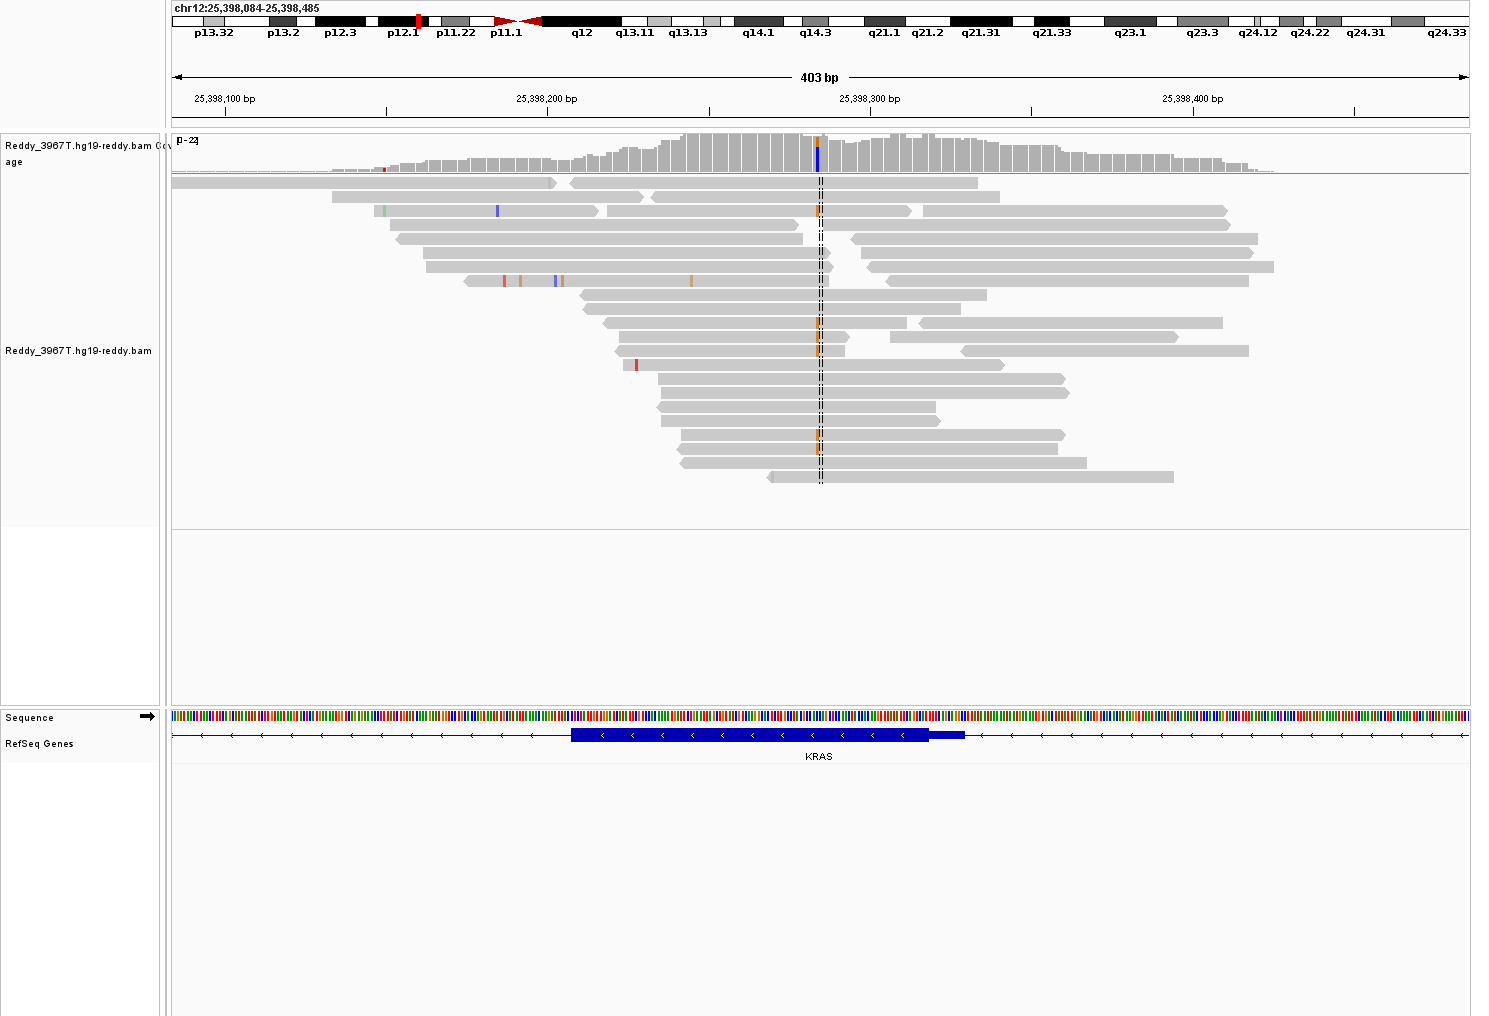 chr12:25,398,084-25,398,485
p13.32 p13.2 p12.3 p12.1 p11.22 p11.1 q12 q13.11 q13.13 q14.1 q14.3 q21.1 q21.2 q21.31 q21.33 q23.1 q23.3 q24.12 q24.22 q24.31 q24.33
403 bp
25,398,100 bp 25,398,200 bp 25,398,300 bp 25,398,400 bp
Reddy_3967T.hg19-reddy.bam Cov
age
[0-22]
Reddy_3967T.hg19-reddy.bam
Sequence
RefSeq Genes
KRAS